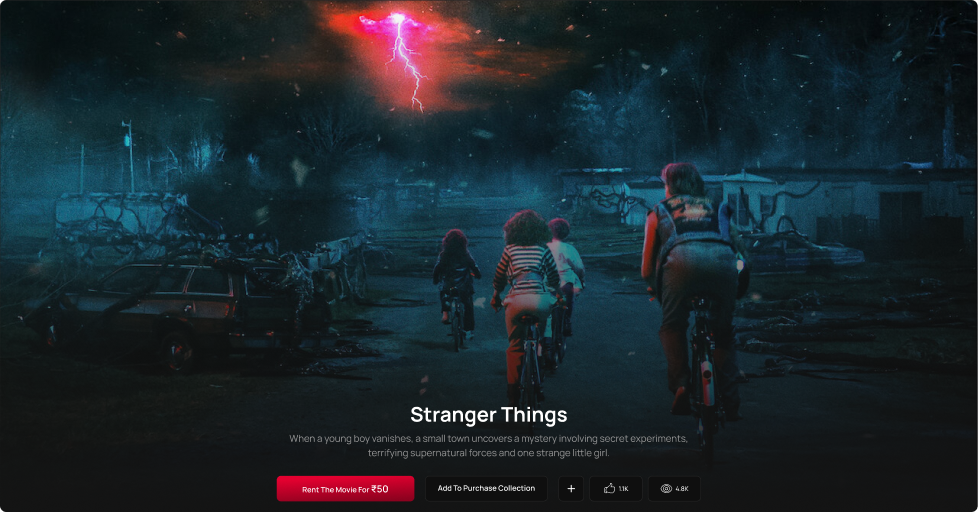 Stranger Things
When a young boy vanishes, a small town uncovers a mystery involving secret experiments,
terrifying supernatural forces and one strange little girl.
Rent The Movie For ₹50 Add To Purchase Collection + 1.1K 4.8K